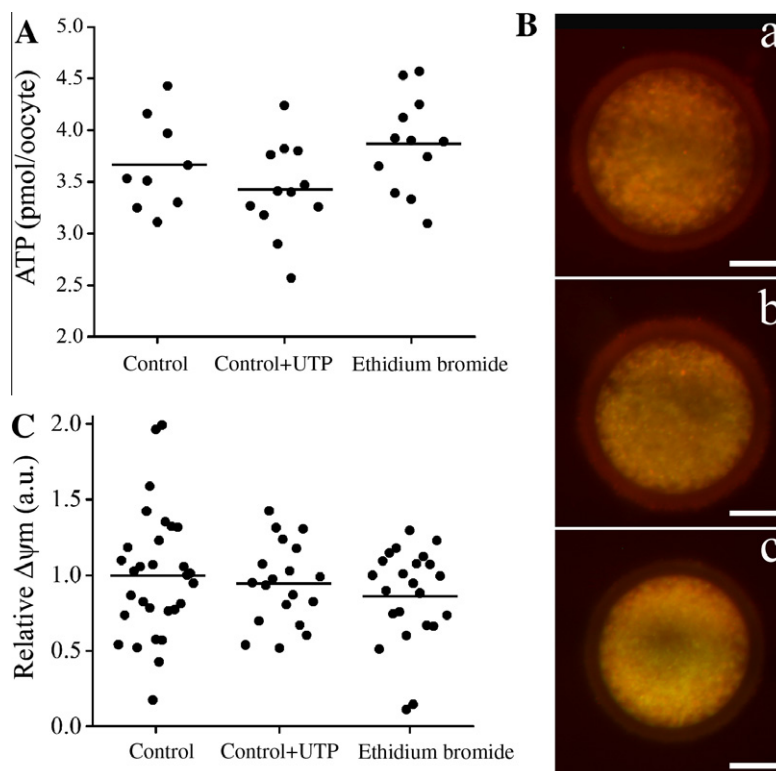 A
ATP (pmol/oocyte)
5.0
4.5
4.0
3.5
3.0
2.5
2.0
Control
Control+UTP
Ethidium bromide
B
a
b
c
C
Relative Δψm (a.u.)
2.0
1.5
1.0
0.5
0.0
Control
Control+UTP
Ethidium bromide